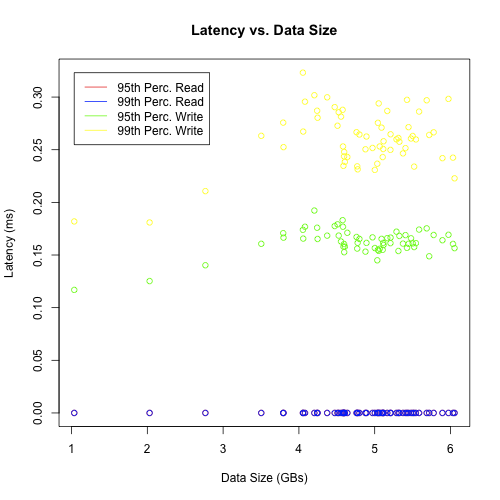 Latency vs. Data Size
95th Perc. Read
99th Perc. Read
95th Perc. Write
99th Perc. Write
Latency (ms)
0.30
0.25
0.20
0.15
0.10
0.05
0.00
1 2 3 4 5 6
Data Size (GBs)